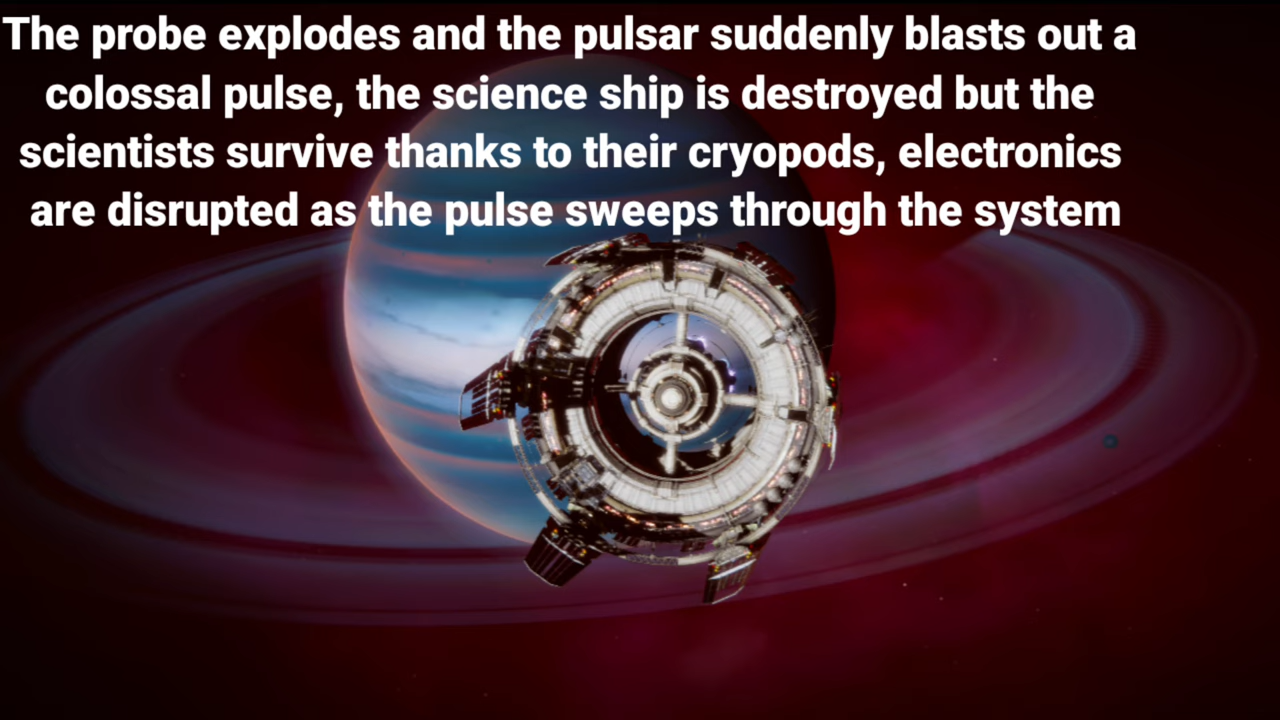 The probe explodes and the pulsar suddenly blasts out a
colossal pulse, the science ship is destroyed but the
scientists survive thanks to their cryopods, electronics
are disrupted as the pulse sweeps through the system